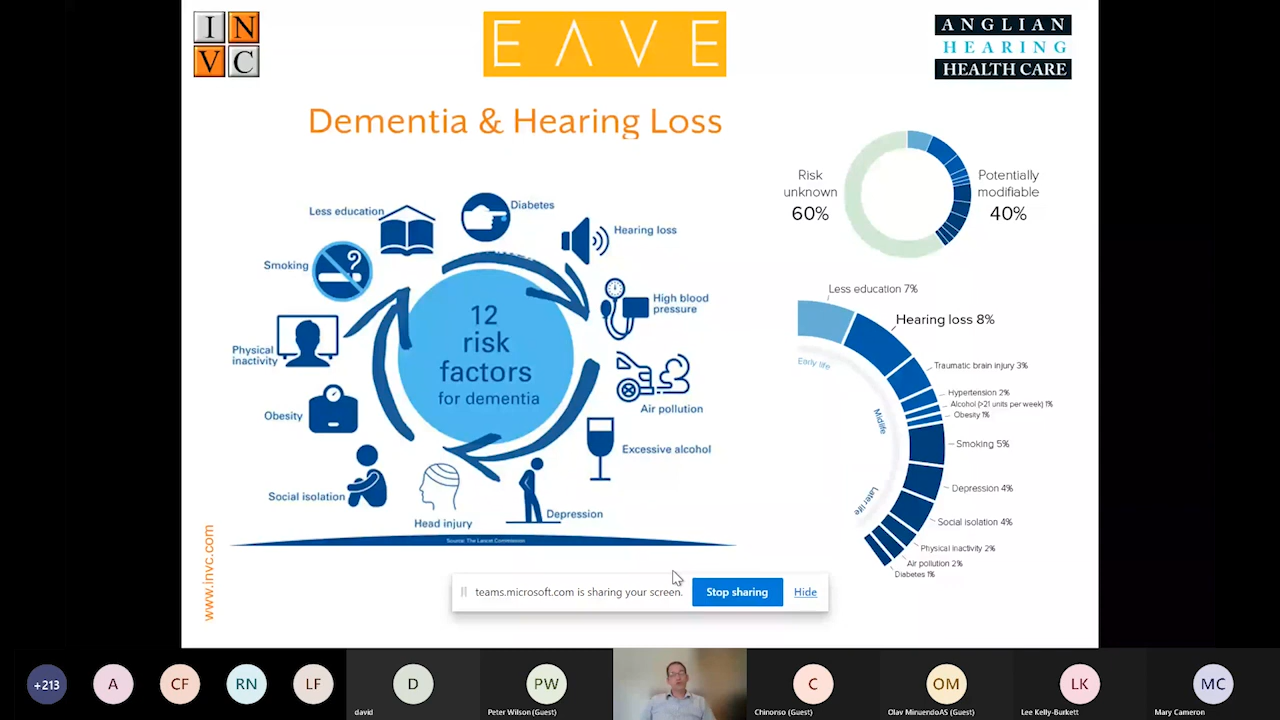 I N
V C
EAVE
ANGLIAN
HEARING
HEALTH CARE
Dementia & Hearing Loss
Less education
Diabetes
Hearing loss
Smoking
High blood
pressure
Physical
inactivity
12
risk
factors
for dementia
Air pollution
Obesity
Excessive alcohol
Social isolation
Head injury
Depression
Source: The Lancet Commission
www.invc.com
Risk
unknown
60%
Potentially
modifiable
40%
Less education 7%
Hearing loss 8%
Early life
Traumatic brain injury 3%
Hypertension 2%
Alcohol (>21 units per week) 1%
Obesity 1%
Midlife
Smoking 5%
Depression 4%
Later life
Social isolation 4%
Physical inactivity 2%
Air pollution 2%
Diabetes 1%
teams.microsoft.com is sharing your screen.
Stop sharing
Hide
+213
A
CF
RN
LF
D
david
PW
Peter Wilson (Guest)
C
Chinonso (Guest)
OM
Olav MinuendoAS (Guest)
LK
Lee Kelly-Burkett
MC
Mary Cameron